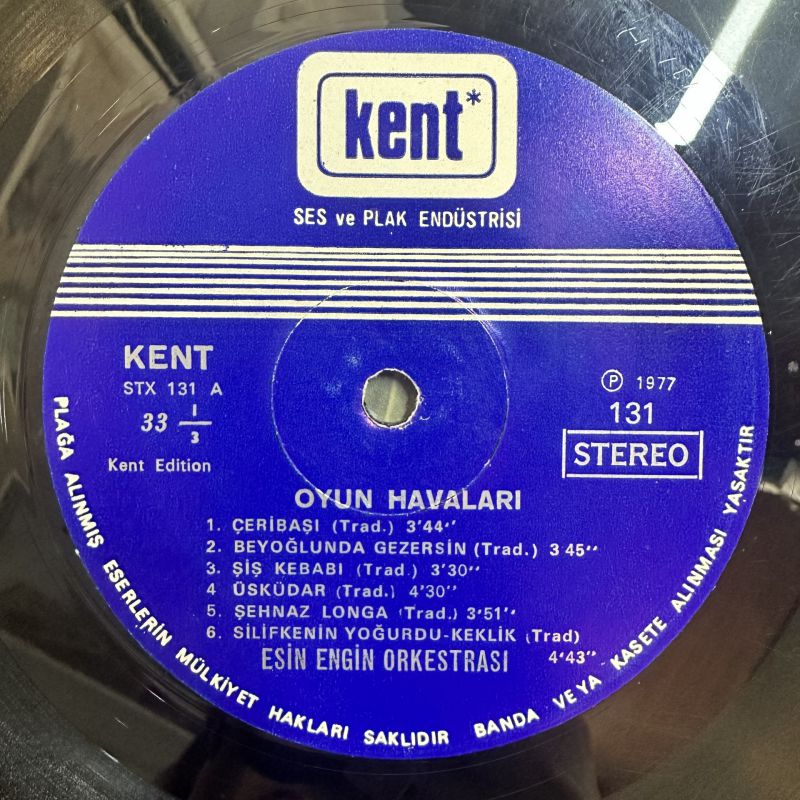 kent*
SES ve PLAK ENDÜSTRİSİ
KENT
STX 131 A
33 1/3
Kent Edition
Ⓟ 1977
131
STEREO
OYUN HAVALARI
1. ÇERİBAŞI (Trad.) 3'44''
2. BEYOĞLUNDA GEZERSİN (Trad.) 3 45''
3. ŞİŞ KEBABI (Trad.) 3'30''
4 ÜSKÜDAR (Trad.) 4'30''
5. ŞEHNAZ LONGA (Trad.) 3'51''
6. SİLİFKENİN YOĞURDU-KEKLİK (Trad)
4'43''
ESİN ENGİN ORKESTRASI
PLAĞA ALINMIŞ ESERLERİN MÜLKİYET HAKLARI SAKLIDIR BANDA VEYA KASETE ALINMASI YASAKTIR